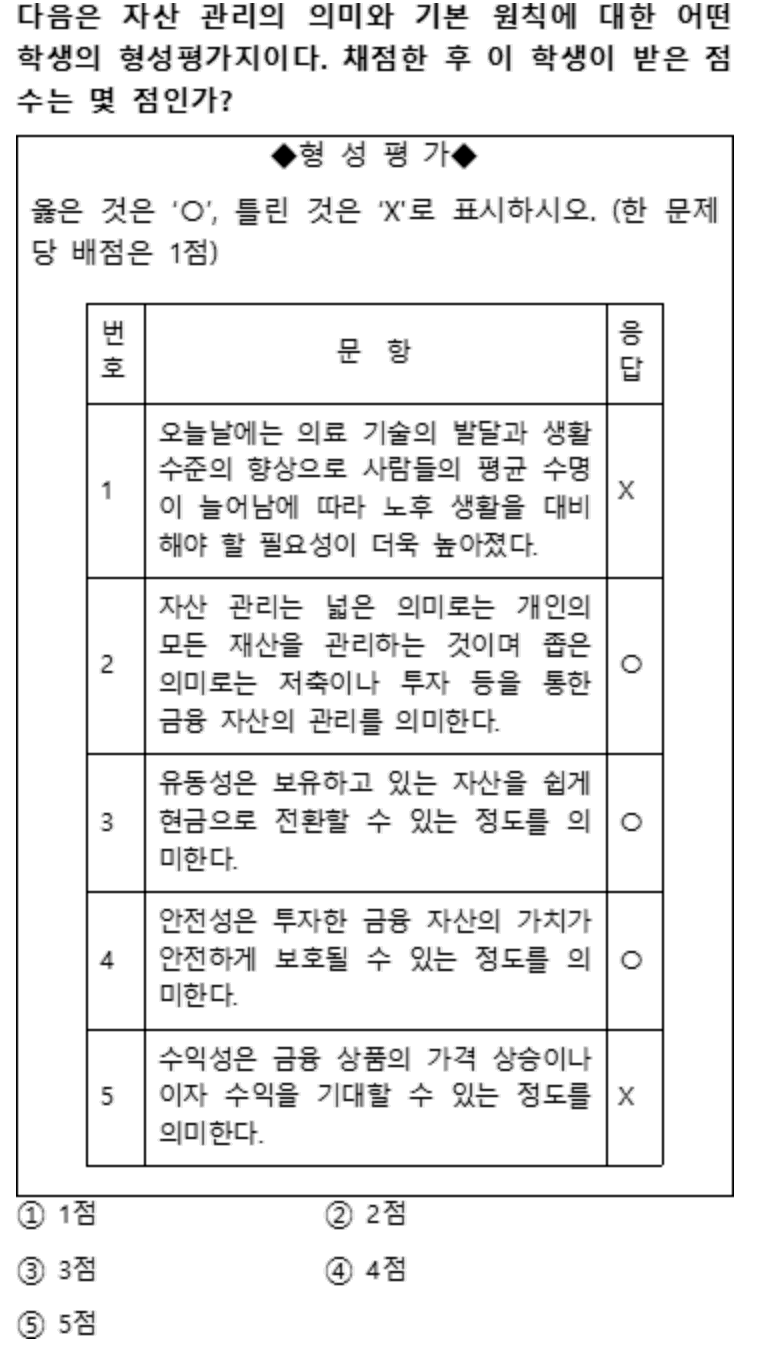 다음은 자산 관리의 의미와 기본 원칙에 대한 어떤
학생의 형성평가지이다. 채점한 후 이 학생이 받은 점
수는 몇 점인가?
◆형 성 평 가◆
옳은 것은 ‘O’, 틀린 것은 ‘X’로 표시하시오. (한 문제
당 배점은 1점)
번
호
문 항
응
답
1
오늘날에는 의료 기술의 발달과 생활
수준의 향상으로 사람들의 평균 수명
이 늘어남에 따라 노후 생활을 대비
해야 할 필요성이 더욱 높아졌다.
X
2
자산 관리는 넓은 의미로는 개인의
모든 재산을 관리하는 것이며 좁은
의미로는 저축이나 투자 등을 통한
금융 자산의 관리를 의미한다.
O
3
유동성은 보유하고 있는 자산을 쉽게
현금으로 전환할 수 있는 정도를 의
미한다.
O
4
안전성은 투자한 금융 자산의 가치가
안전하게 보호될 수 있는 정도를 의
미한다.
O
5
수익성은 금융 상품의 가격 상승이나
이자 수익을 기대할 수 있는 정도를
의미한다.
X
① 1점 ② 2점
③ 3점 ④ 4점
⑤ 5점